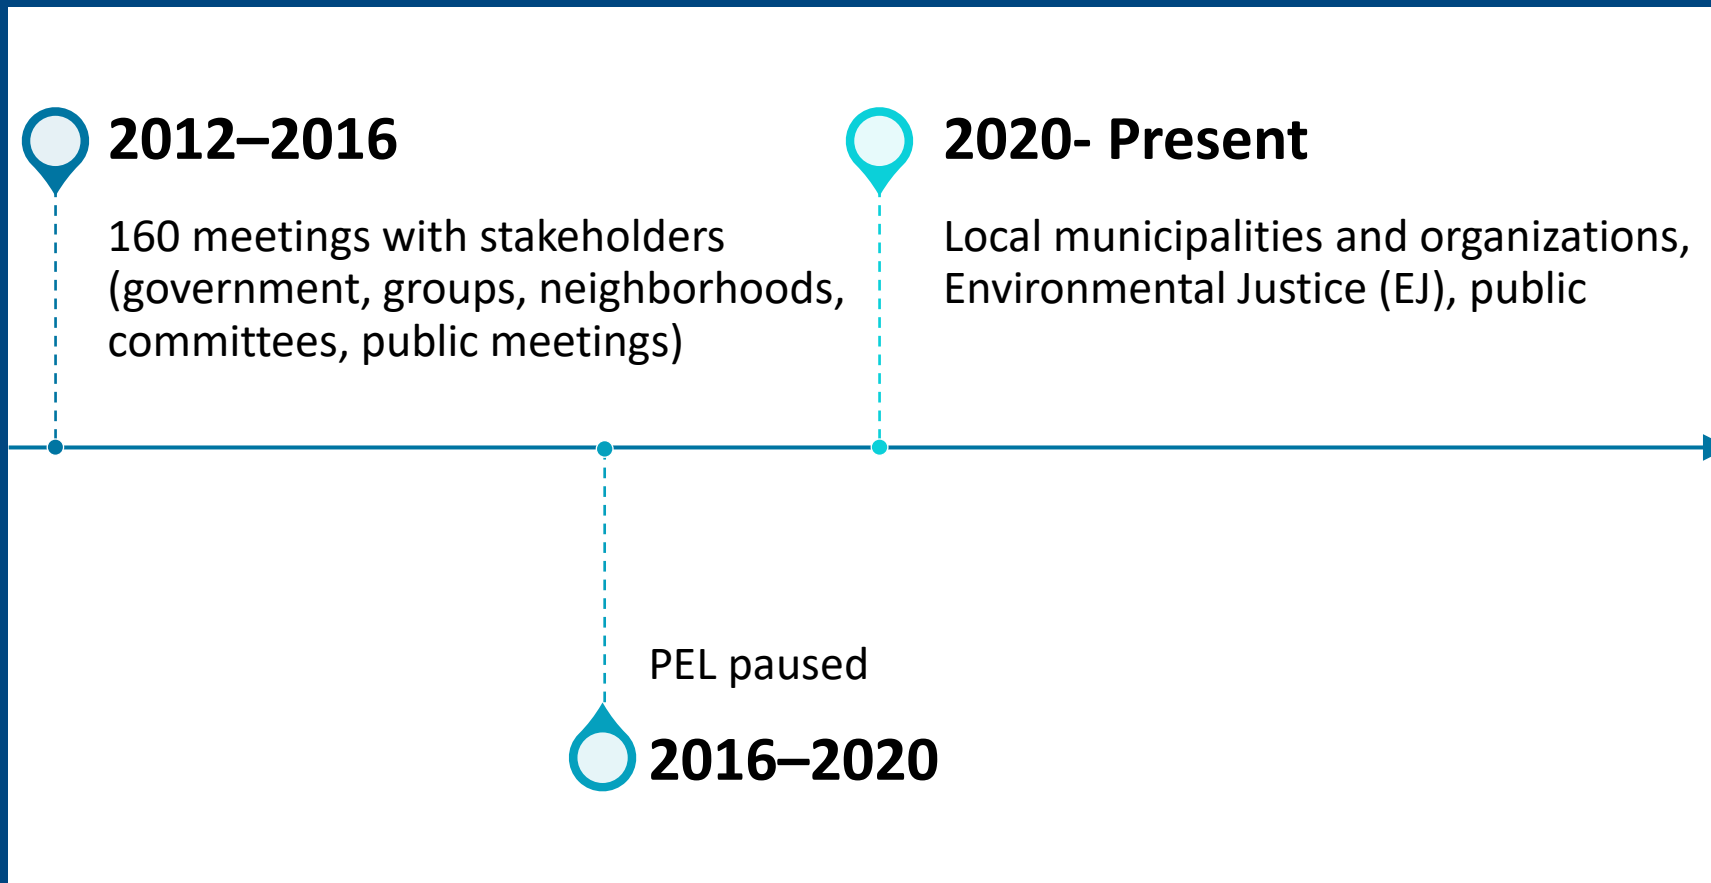 2012–2016
160 meetings with stakeholders
(government, groups, neighborhoods,
committees, public meetings)
2020- Present
Local municipalities and organizations,
Environmental Justice (EJ), public
PEL paused
2016–2020